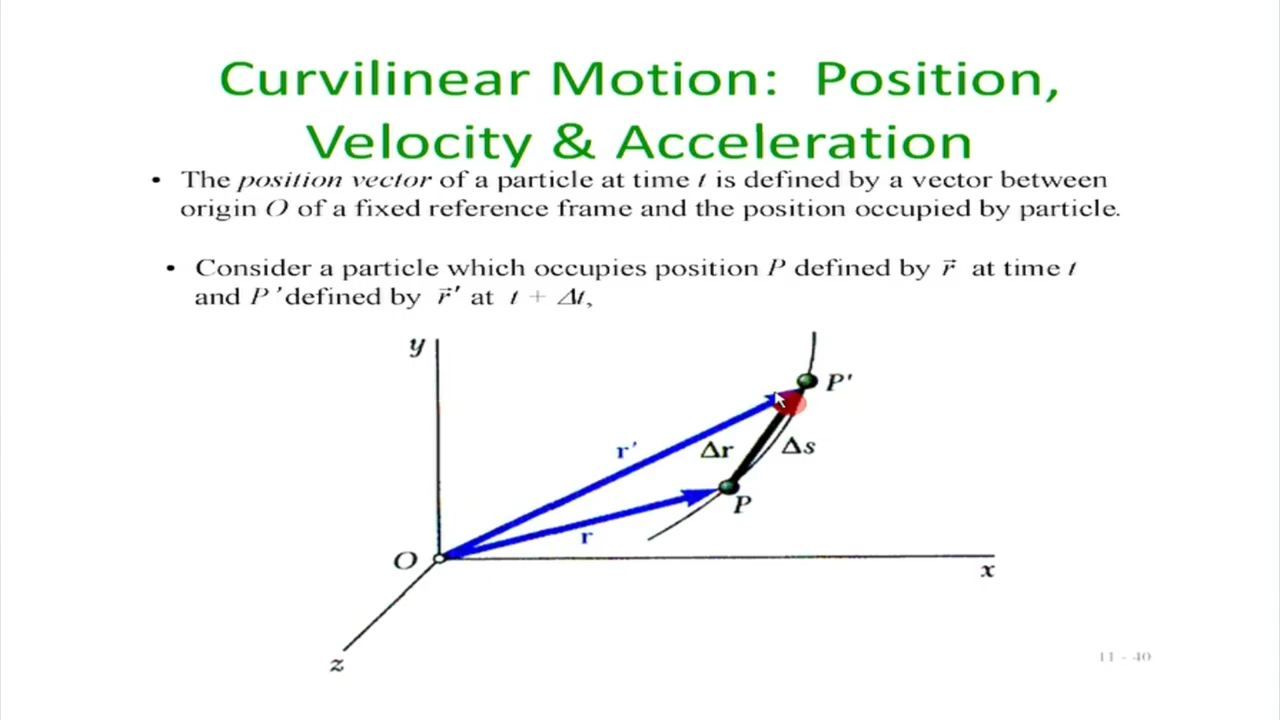 Curvilinear Motion: Position,
Velocity & Acceleration
• The position vector of a particle at time t is defined by a vector between
origin O of a fixed reference frame and the position occupied by particle.
• Consider a particle which occupies position P defined by r⃗ at time t
and P' defined by r⃗' at t + Δt,
y
P'
r'
Δr
Δs
P
r
O
x
z
11 - 40